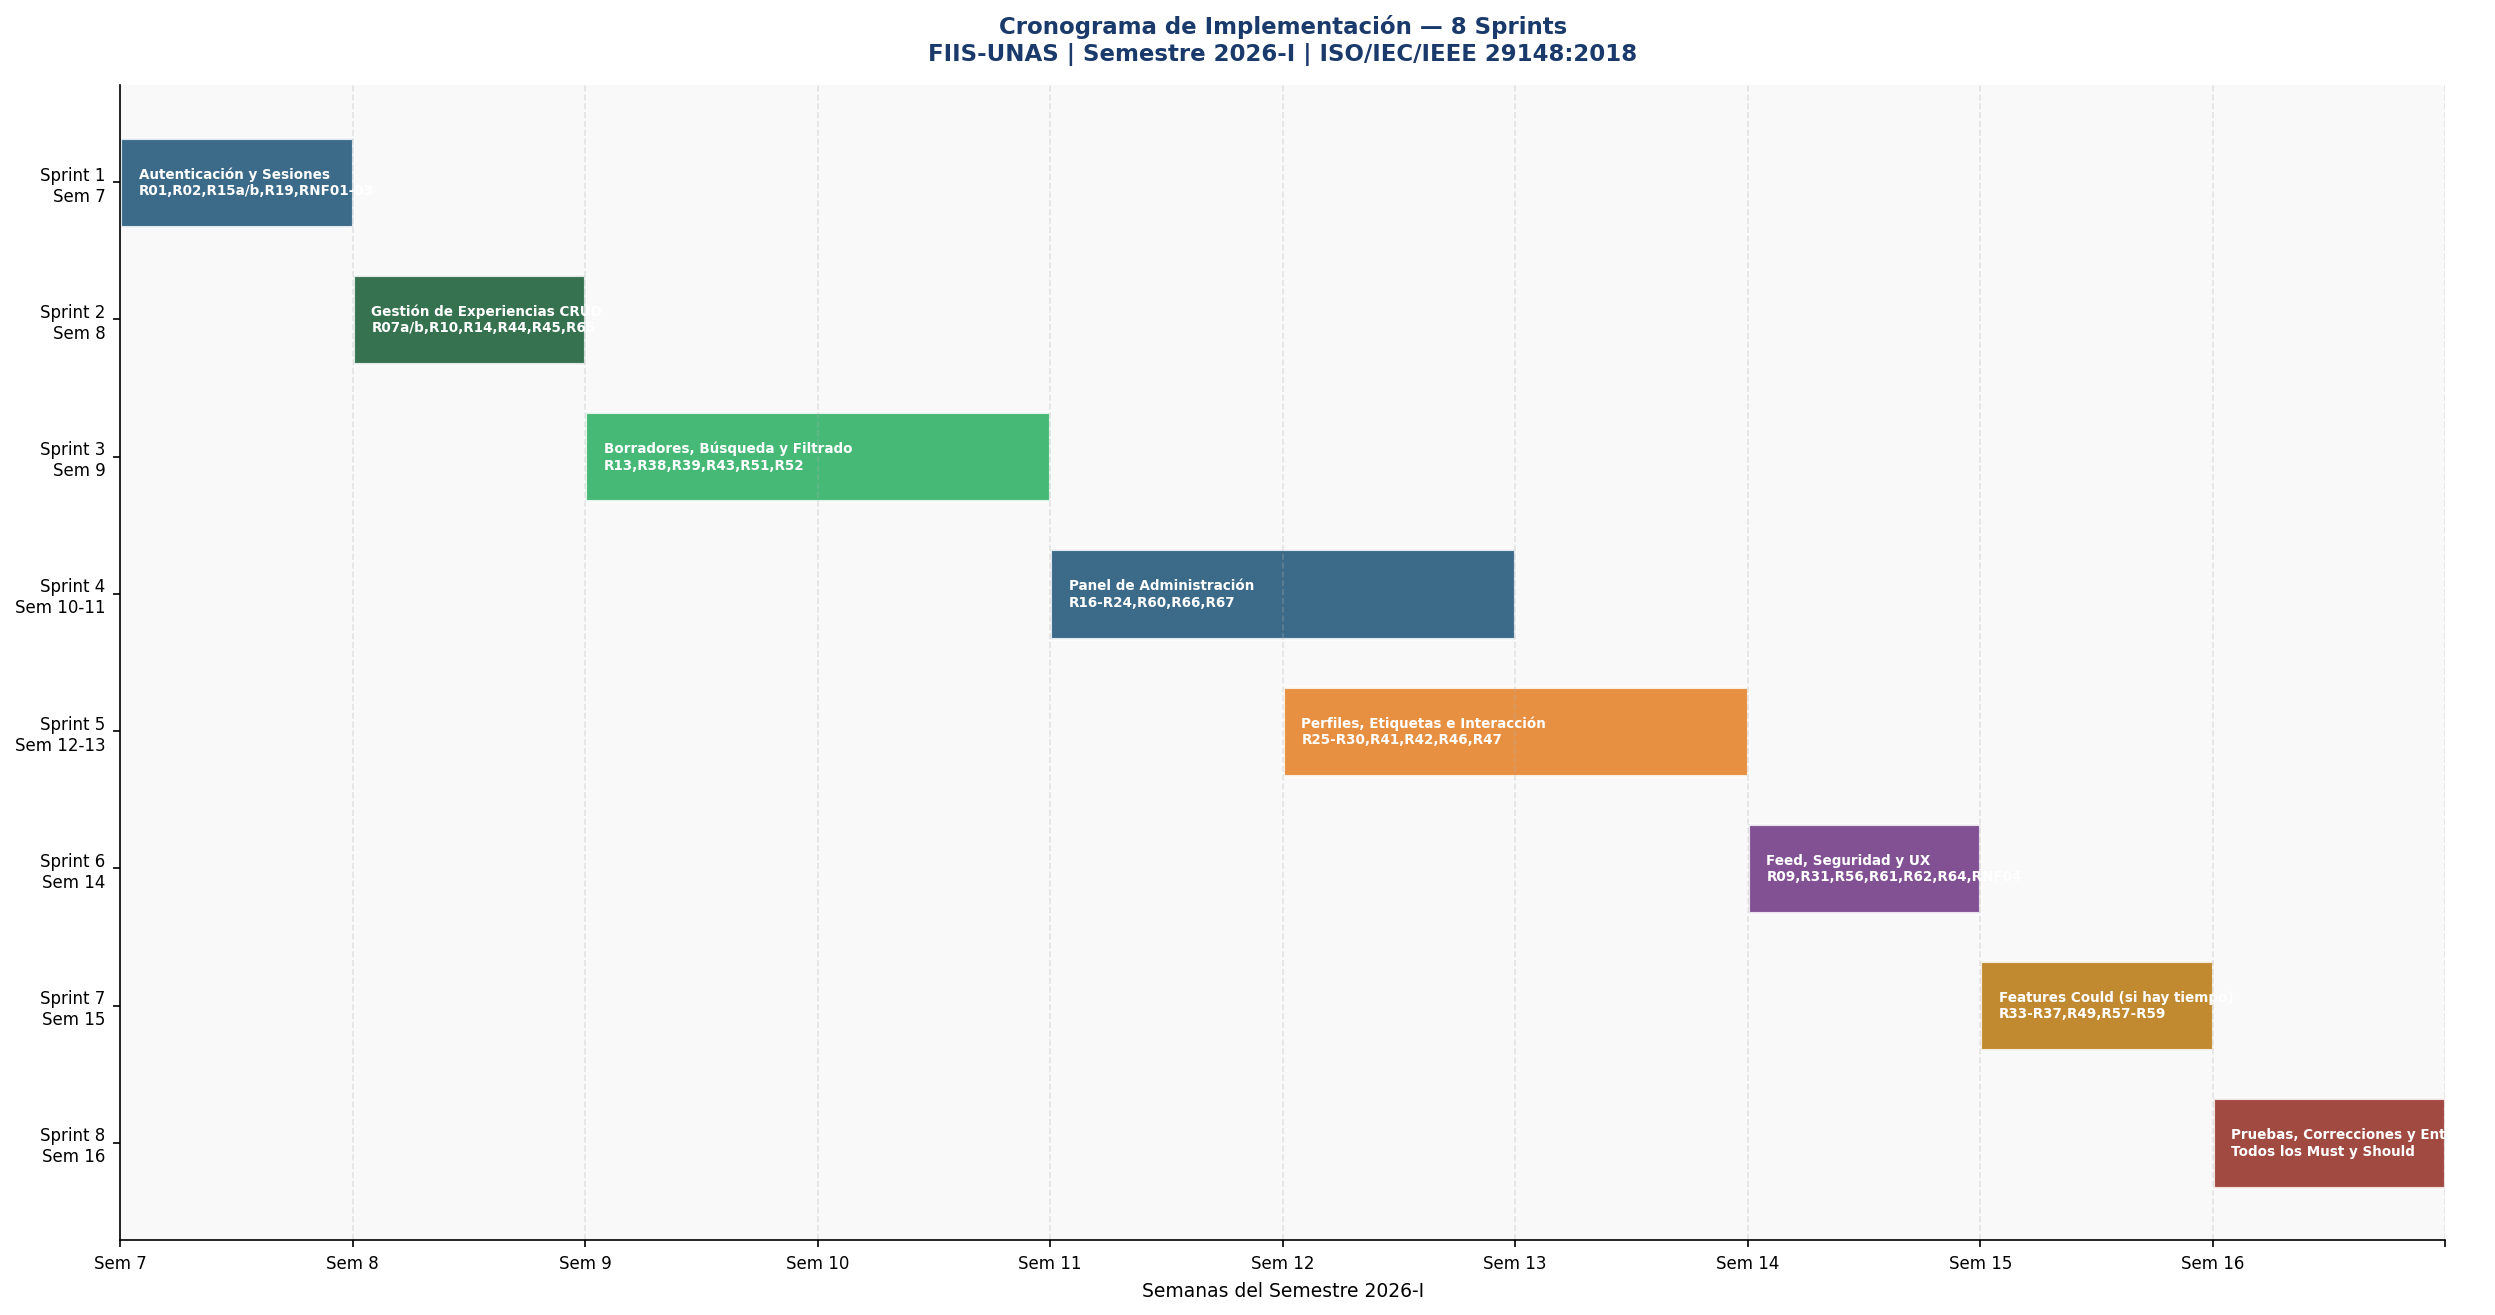 Cronograma de Implementación — 8 Sprints
FIIS-UNAS | Semestre 2026-I | ISO/IEC/IEEE 29148:2018
Sprint 1
Sem 7
Autenticación y Sesiones
R01,R02,R15a/b,R19,RNF01-03
Sprint 2
Sem 8
Gestión de Experiencias CRUD
R07a/b,R10,R14,R44,R45,R65
Sprint 3
Sem 9
Borradores, Búsqueda y Filtrado
R13,R38,R39,R43,R51,R52
Sprint 4
Sem 10-11
Panel de Administración
R16-R24,R60,R66,R67
Sprint 5
Sem 12-13
Perfiles, Etiquetas e Interacción
R25-R30,R41,R42,R46,R47
Sprint 6
Sem 14
Feed, Seguridad y UX
R09,R31,R56,R61,R62,R64,RNF04
Sprint 7
Sem 15
Features Could (si hay tiempo)
R33-R37,R49,R57-R59
Sprint 8
Sem 16
Pruebas, Correcciones y Ent
Todos los Must y Should
Sem 7 Sem 8 Sem 9 Sem 10 Sem 11 Sem 12 Sem 13 Sem 14 Sem 15 Sem 16
Semanas del Semestre 2026-I